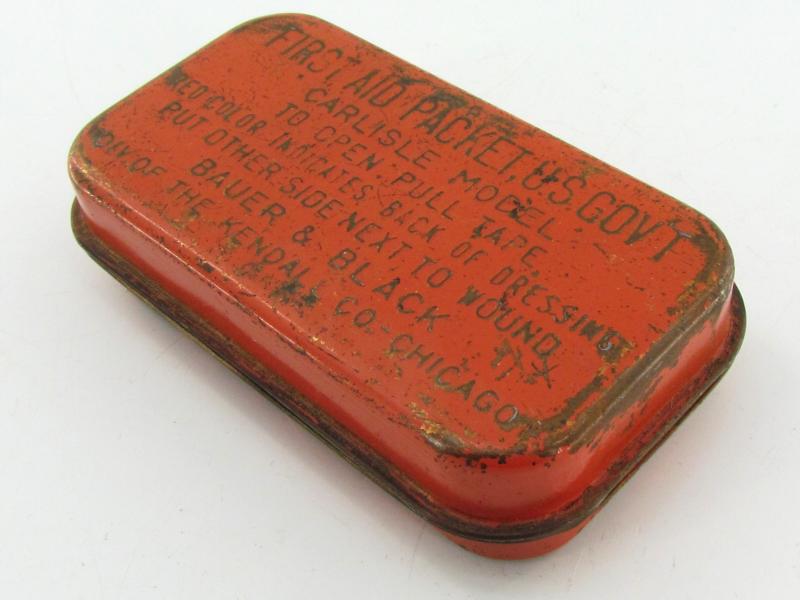 FIRST AID PACKET, U.S. GOV'T
CARLISLE MODEL
TO OPEN PULL TAPE
RED COLOR INDICATES BACK OF DRESSING
PUT OTHER SIDE NEXT TO WOUND
BAUER & BLACK
DIV. OF THE KENDALL CO.-CHICAGO